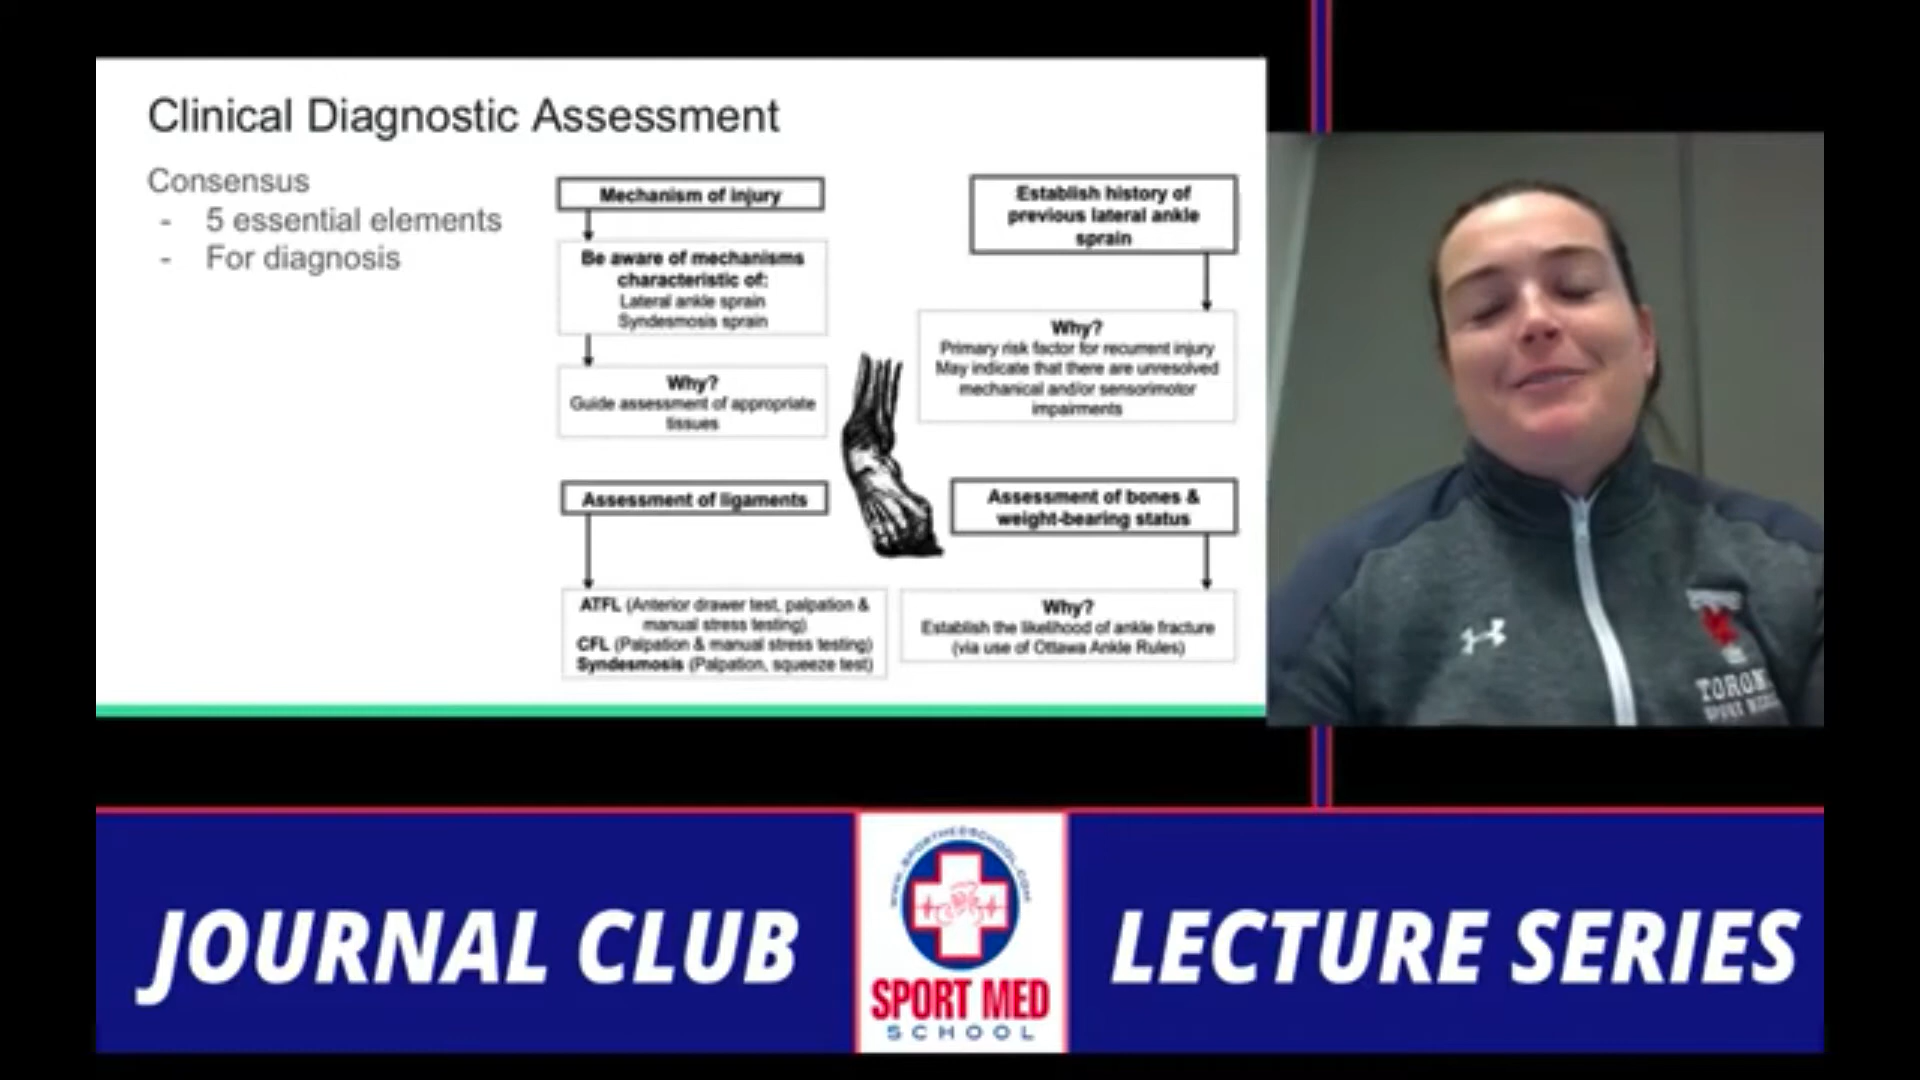 Clinical Diagnostic Assessment
Consensus
- 5 essential elements
- For diagnosis
Mechanism of injury
Be aware of mechanisms
characteristic of:
Lateral ankle sprain
Syndesmosis sprain
Why?
Guide assessment of appropriate
tissues
Assessment of ligaments
ATFL (Anterior drawer test, palpation &
manual stress testing)
CFL (Palpation & manual stress testing)
Syndesmosis (Palpation, squeeze test)
Establish history of
previous lateral ankle
sprain
Why?
Primary risk factor for recurrent injury
May indicate that there are unresolved
mechanical and/or sensorimotor
impairments
Assessment of bones &
weight-bearing status
Why?
Establish the likelihood of ankle fracture
(via use of Ottawa Ankle Rules)
SPORT
JOURNAL CLUB
WWW.SPORTMEDSCHOOL.COM
SPORT MED
SCHOOL
LECTURE SERIES